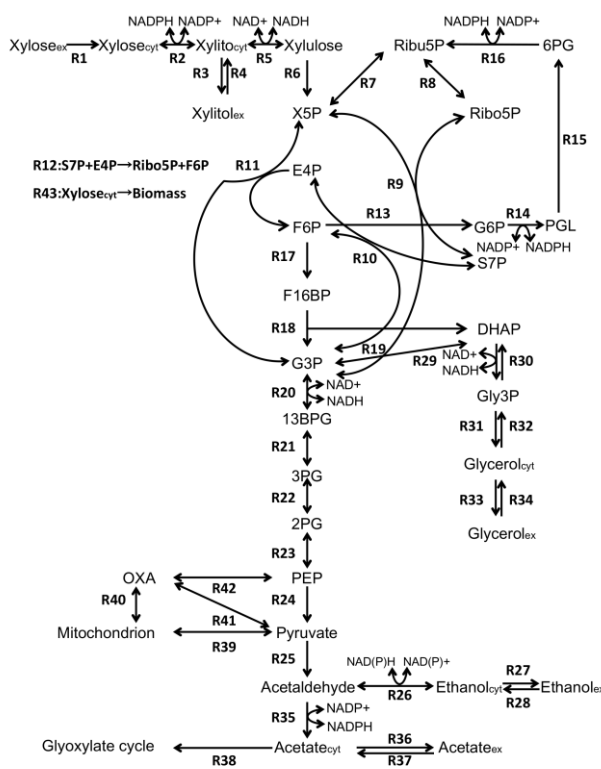 NADPH NADP+ NAD+ NADH NADPH NADP+
Xyloseex Xylosecyt Xylitocyt Xylulose Ribu5P 6PG
R1 R2 R5 R16
R3 R4 R6 R7 R8
Xylitolex X5P Ribo5P
R15
R12:S7P+E4P→Ribo5P+F6P R11 E4P R9
R43:Xylosecyt→Biomass
R13 R14
F6P G6P PGL
R17 R10 NADP+ NADPH
S7P
F16BP
R18 DHAP
G3P R19 R29 NAD+ R30
R20 NAD+ NADH
NADH Gly3P
13BPG
R21 R31 R32
3PG Glycerolcyt
R22
2PG R33 R34
R23 Glycerolex
OXA PEP
R40 R42 R24
R41
Mitochondrion Pyruvate
R39
R25 NAD(P)H NAD(P)+
R27
Acetaldehyde Ethanolcyt Ethanolex
R26 R28
R35 NADP+
NADPH
R36
Glyoxylate cycle Acetatecyt Acetateex
R38 R37